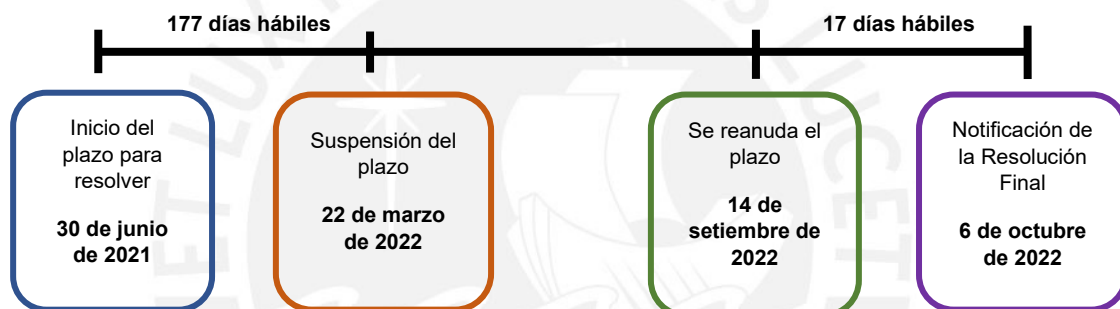 177 días hábiles
17 días hábiles
Inicio del
plazo para
resolver
30 de junio
de 2021
Suspensión del
plazo
22 de marzo
de 2022
Se reanuda el
plazo
14 de
setiembre de
2022
Notificación de
la Resolución
Final
6 de octubre
de 2022